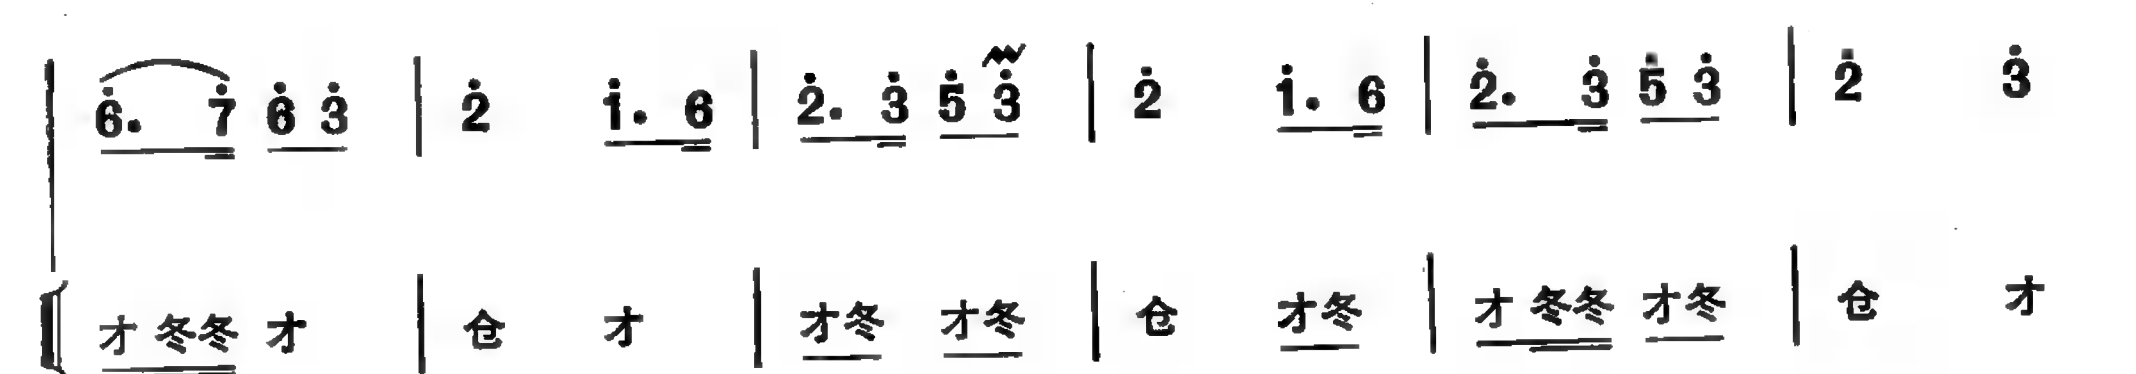 6̇. 7̇ 6̇ 3̇ | 2̇ i̇. 6 | 2̇. 3̇ 5̇ 3̇ | 2̇ i̇. 6 | 2̇. 3̇ 5̇ 3̇ | 2̇ 3̇
才 冬冬 才 | 仓 才 | 才冬 才冬 | 仓 才冬 | 才 冬冬 才冬 | 仓 才